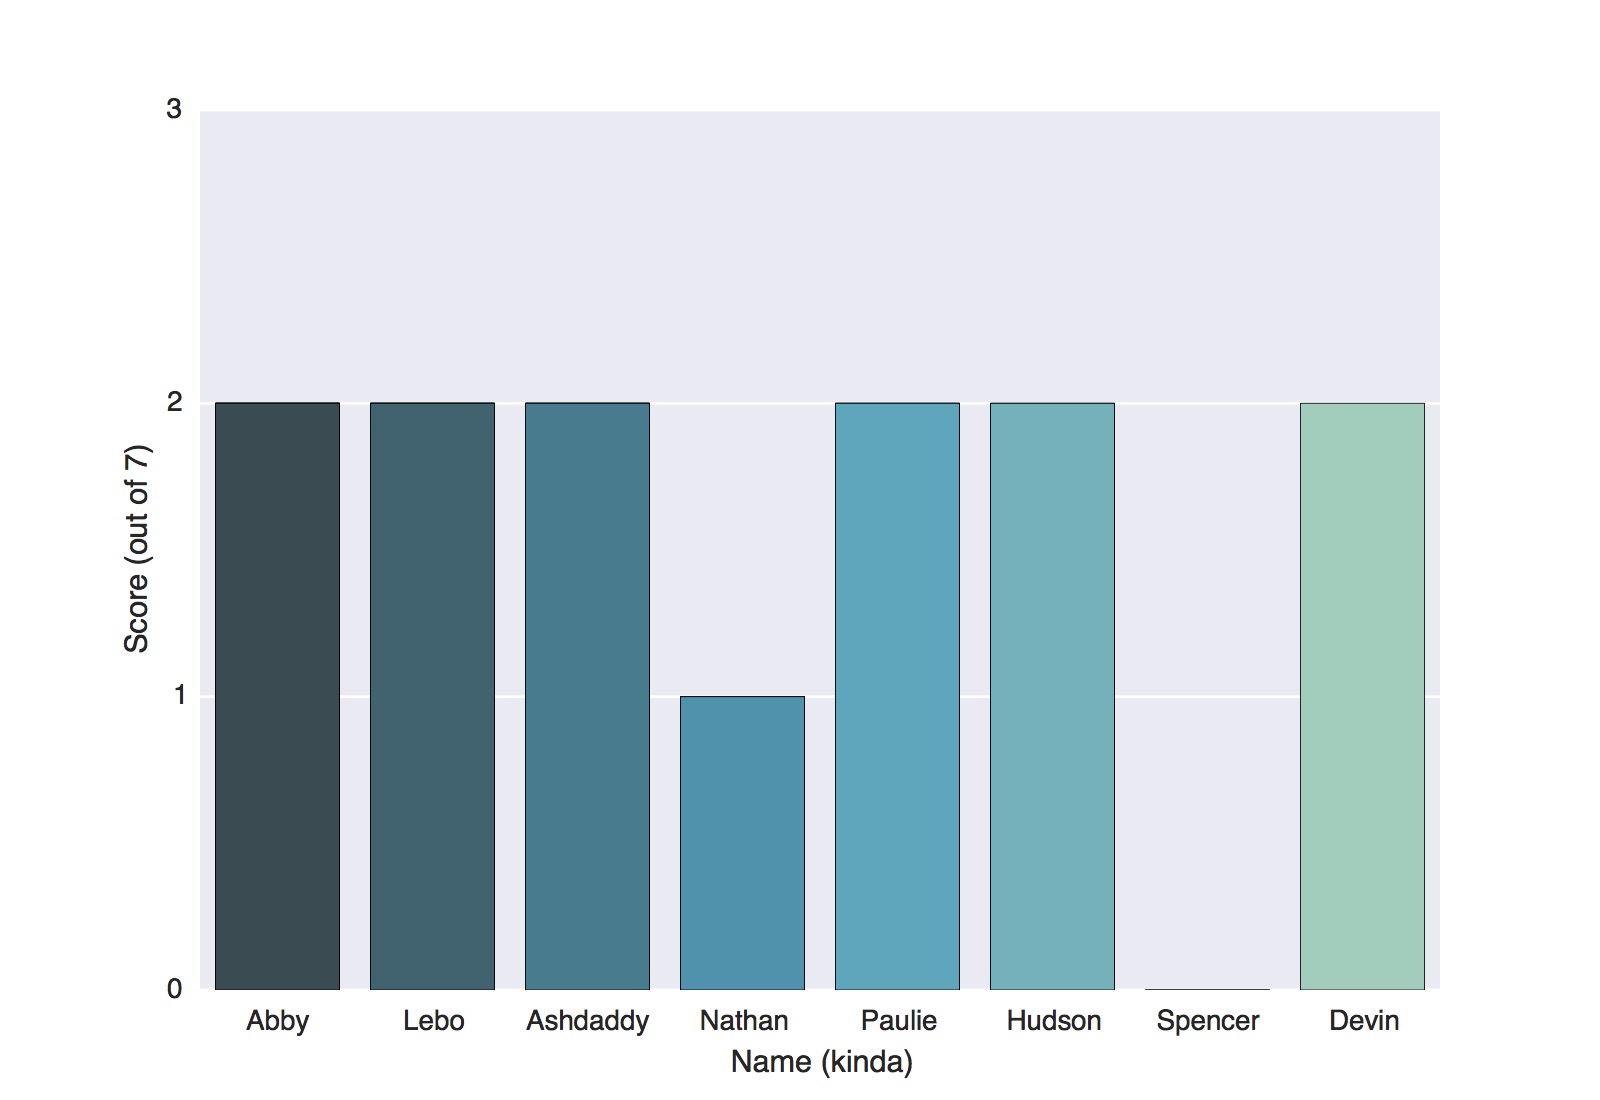 3
2
1
0
Score (out of 7)
Abby Lebo Ashdaddy Nathan Paulie Hudson Spencer Devin
Name (kinda)